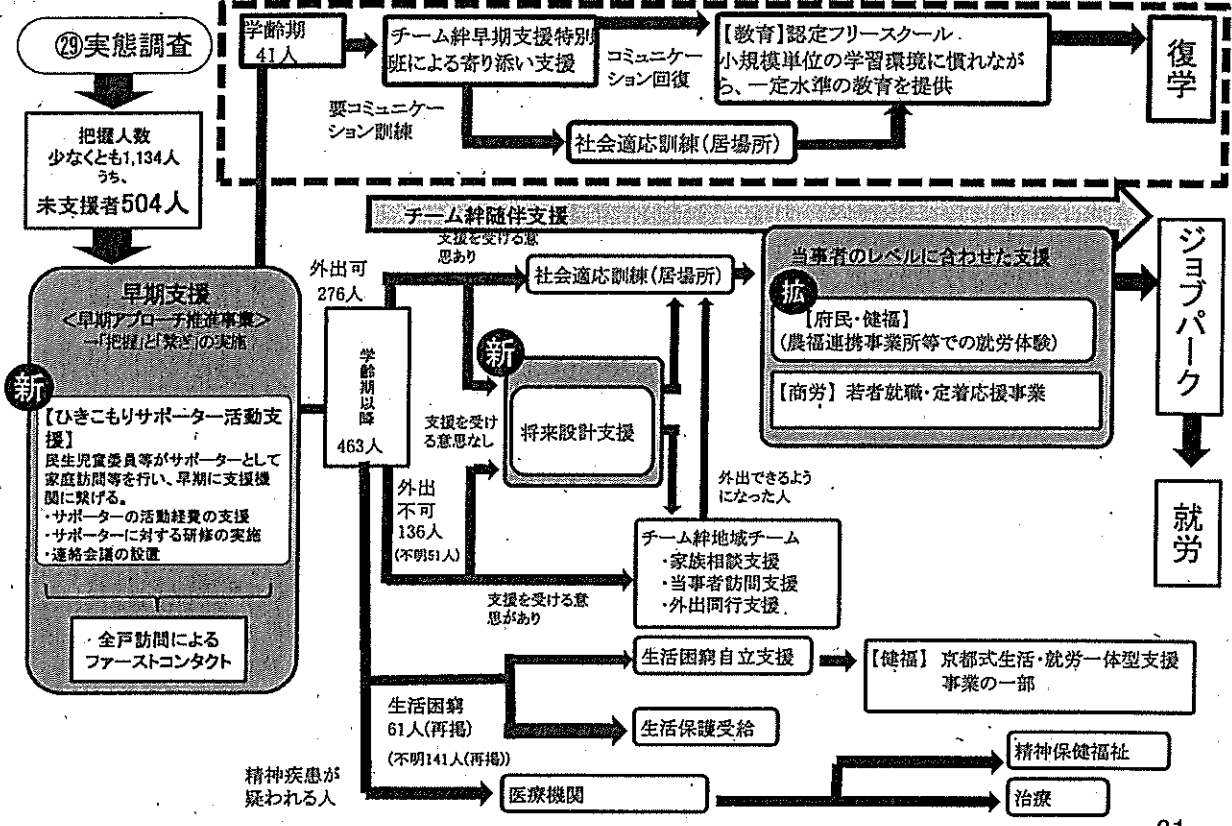 ㉙実態調査
把握人数
少なくとも1,134人
うち、
未支援者504人
早期支援
<早期アプローチ推進事業>
―「把握」と「繋ぎ」の実施
新
【ひきこもりサポーター活動支
援】
民生児童委員等がサポーターとして
家庭訪問等を行い、早期に支援機
関に繋げる。
・サポーターの活動経費の支援
・サポーターに対する研修の実施
・連絡会議の設置
全戸訪問による
ファーストコンタクト
学齢期
41人
チーム絆早期支援特別
班による寄り添い支援
コミュニケー
ション回復
【教育】認定フリースクール
小規模単位の学習環境に慣れなが
ら、一定水準の教育を提供
復学
要コミュニケー
ション訓練
社会適応訓練(居場所)
チーム絆随伴支援
支援を受ける意
思あり
外出可
276人
学齢期以降
463人
社会適応訓練(居場所)
新
将来設計支援
支援を受け
る意思なし
当事者のレベルに合わせた支援
拡
【府民・健福】
(農福連携事業所等での就労体験)
【商労】若者就職・定着応援事業
ジョブパーク
就労
外出
不可
136人
(不明51人)
外出できるよう
になった人
チーム絆地域チーム
・家族相談支援
・当事者訪問支援
・外出同行支援
支援を受ける意
思があり
生活困窮
61人(再掲)
(不明141人(再掲))
生活困窮自立支援
【健福】京都式生活・就労一体型支援
事業の一部
生活保護受給
精神疾患が
疑われる人
医療機関
精神保健福祉
治療